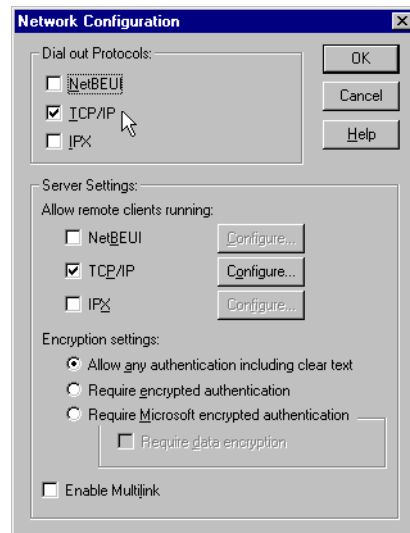 Network Configuration
Dial out Protocols:
NetBEUI
TCP/IP
IPX
OK
Cancel
Help
Server Settings:
Allow remote clients running:
NetBEUI Configure...
TCP/IP Configure...
IPX Configure...
Encryption settings:
Allow any authentication including clear text
Require encrypted authentication
Require Microsoft encrypted authentication
Require data encryption
Enable Multilink